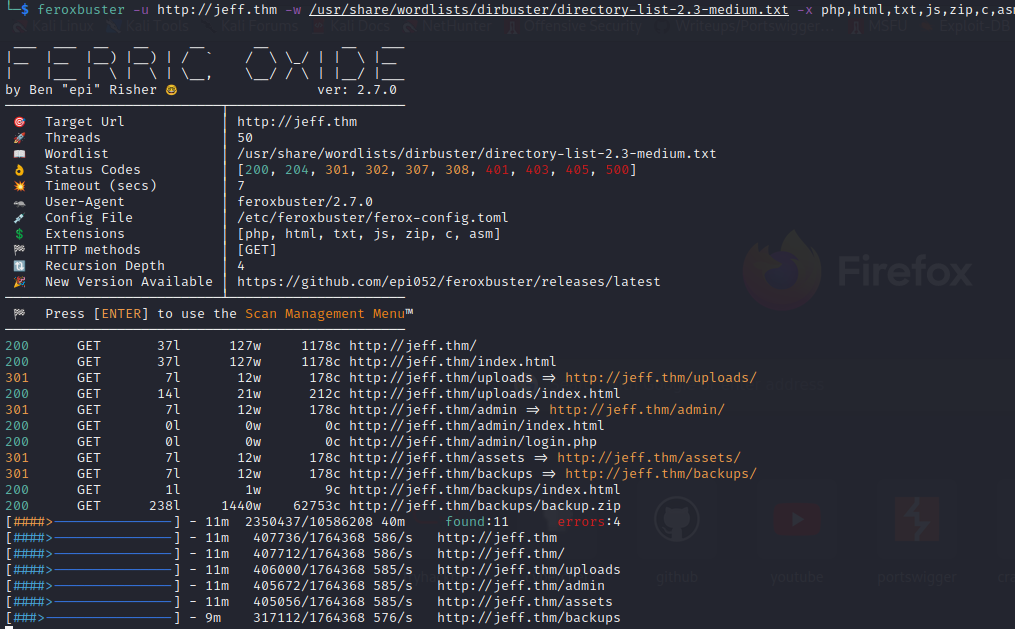 └─$ feroxbuster -u http://jeff.thm -w /usr/share/wordlists/dirbuster/directory-list-2.3-medium.txt -x php,html,txt,js,zip,c,asm
FERRIC OXIDE
by Ben "epi" Risher 🤓 ver: 2.7.0
🎯 Target Url │ http://jeff.thm
🚀 Threads │ 50
📖 Wordlist │ /usr/share/wordlists/dirbuster/directory-list-2.3-medium.txt
👌 Status Codes │ [200, 204, 301, 302, 307, 308, 401, 403, 405, 500]
💥 Timeout (secs) │ 7
🦡 User-Agent │ feroxbuster/2.7.0
💉 Config File │ /etc/feroxbuster/ferox-config.toml
💲 Extensions │ [php, html, txt, js, zip, c, asm]
🏁 HTTP methods │ [GET]
🔃 Recursion Depth │ 4
🎉 New Version Available │ https://github.com/epi052/feroxbuster/releases/latest
🏁 Press [ENTER] to use the Scan Management Menu™
200 GET 37l 127w 1178c http://jeff.thm/
200 GET 37l 127w 1178c http://jeff.thm/index.html
301 GET 7l 12w 178c http://jeff.thm/uploads => http://jeff.thm/uploads/
200 GET 14l 21w 212c http://jeff.thm/uploads/index.html
301 GET 7l 12w 178c http://jeff.thm/admin => http://jeff.thm/admin/
200 GET 0l 0w 0c http://jeff.thm/admin/index.html
200 GET 0l 0w 0c http://jeff.thm/admin/login.php
301 GET 7l 12w 178c http://jeff.thm/assets => http://jeff.thm/assets/
301 GET 7l 12w 178c http://jeff.thm/backups => http://jeff.thm/backups/
200 GET 1l 1w 9c http://jeff.thm/backups/index.html
200 GET 238l 1440w 62753c http://jeff.thm/backups/backup.zip
[####>---------------] - 11m 2350437/10586208 40m found:11 errors:4
[####>---------------] - 11m 407736/1764368 586/s http://jeff.thm
[####>---------------] - 11m 407712/1764368 586/s http://jeff.thm/
[####>---------------] - 11m 406000/1764368 585/s http://jeff.thm/uploads
[####>---------------] - 11m 405672/1764368 585/s http://jeff.thm/admin
[####>---------------] - 11m 405056/1764368 585/s http://jeff.thm/assets
[###>----------------] - 9m 317112/1764368 576/s http://jeff.thm/backups
Firefox
github
youtube
portswigger